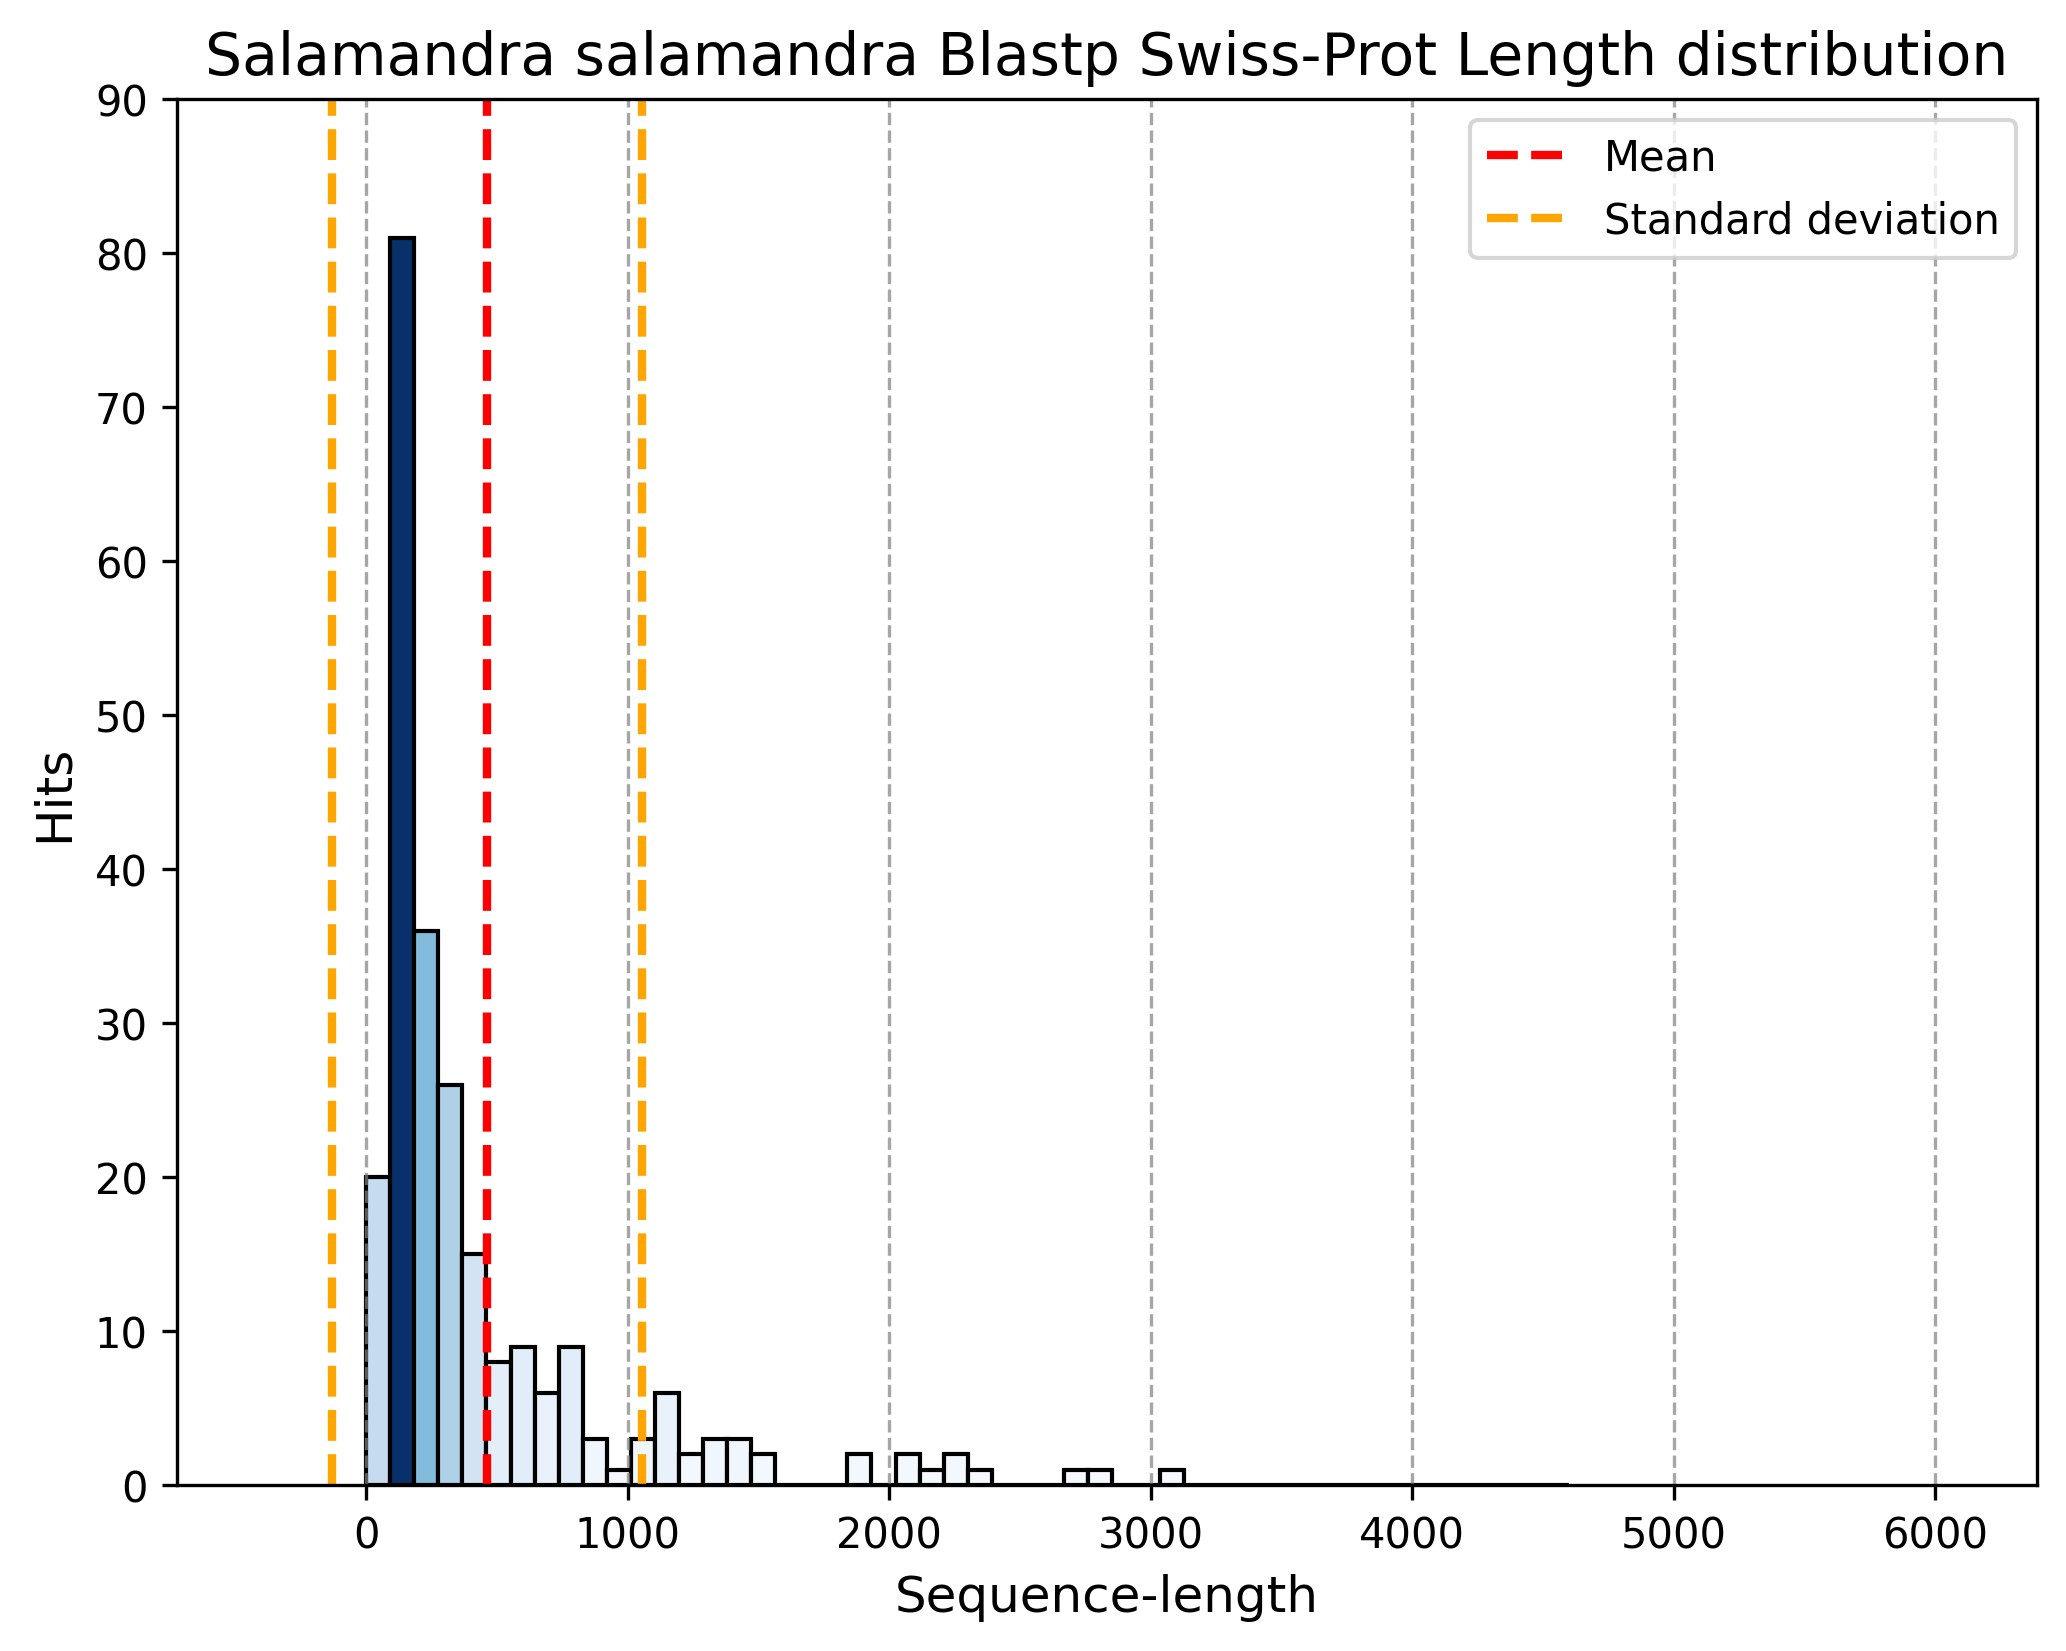 Salamandra salamandra Blastp Swiss-Prot Length distribution
90
80
70
60
50
40
30
20
10
0
Hits
Mean
Standard deviation
0 1000 2000 3000 4000 5000 6000
Sequence-length